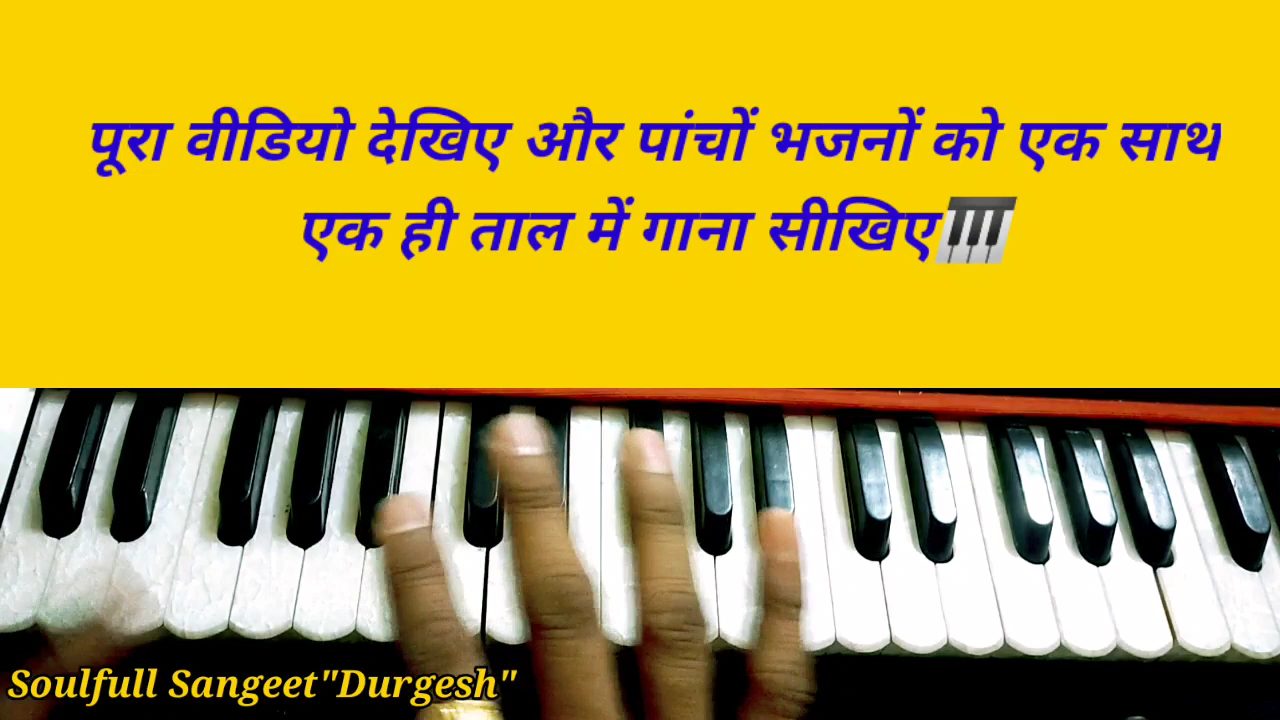 पूरा वीडियो देखिए और पांचों भजनों को एक साथ
एक ही ताल में गाना सीखिए🎹
Soulfull Sangeet"Durgesh"